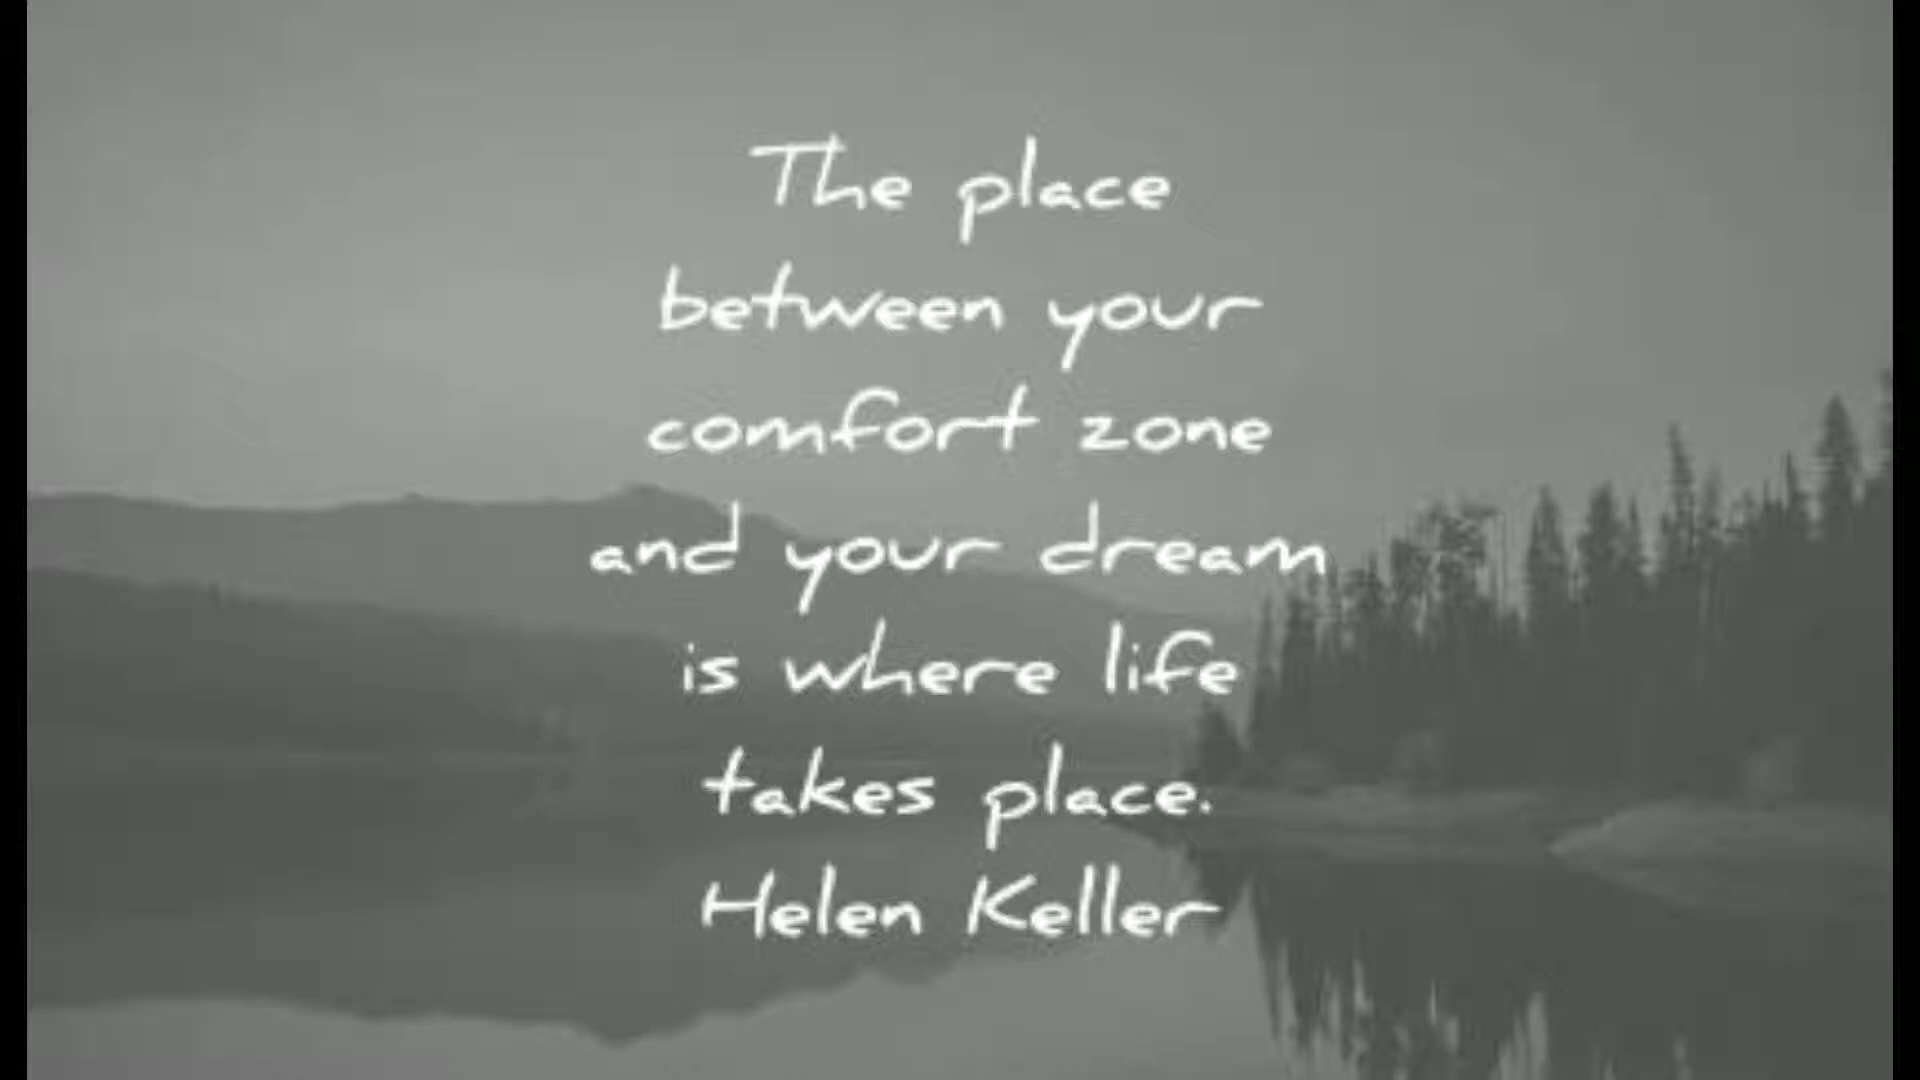 The place
between your
comfort zone
and your dream
is where life
takes place.
Helen Keller